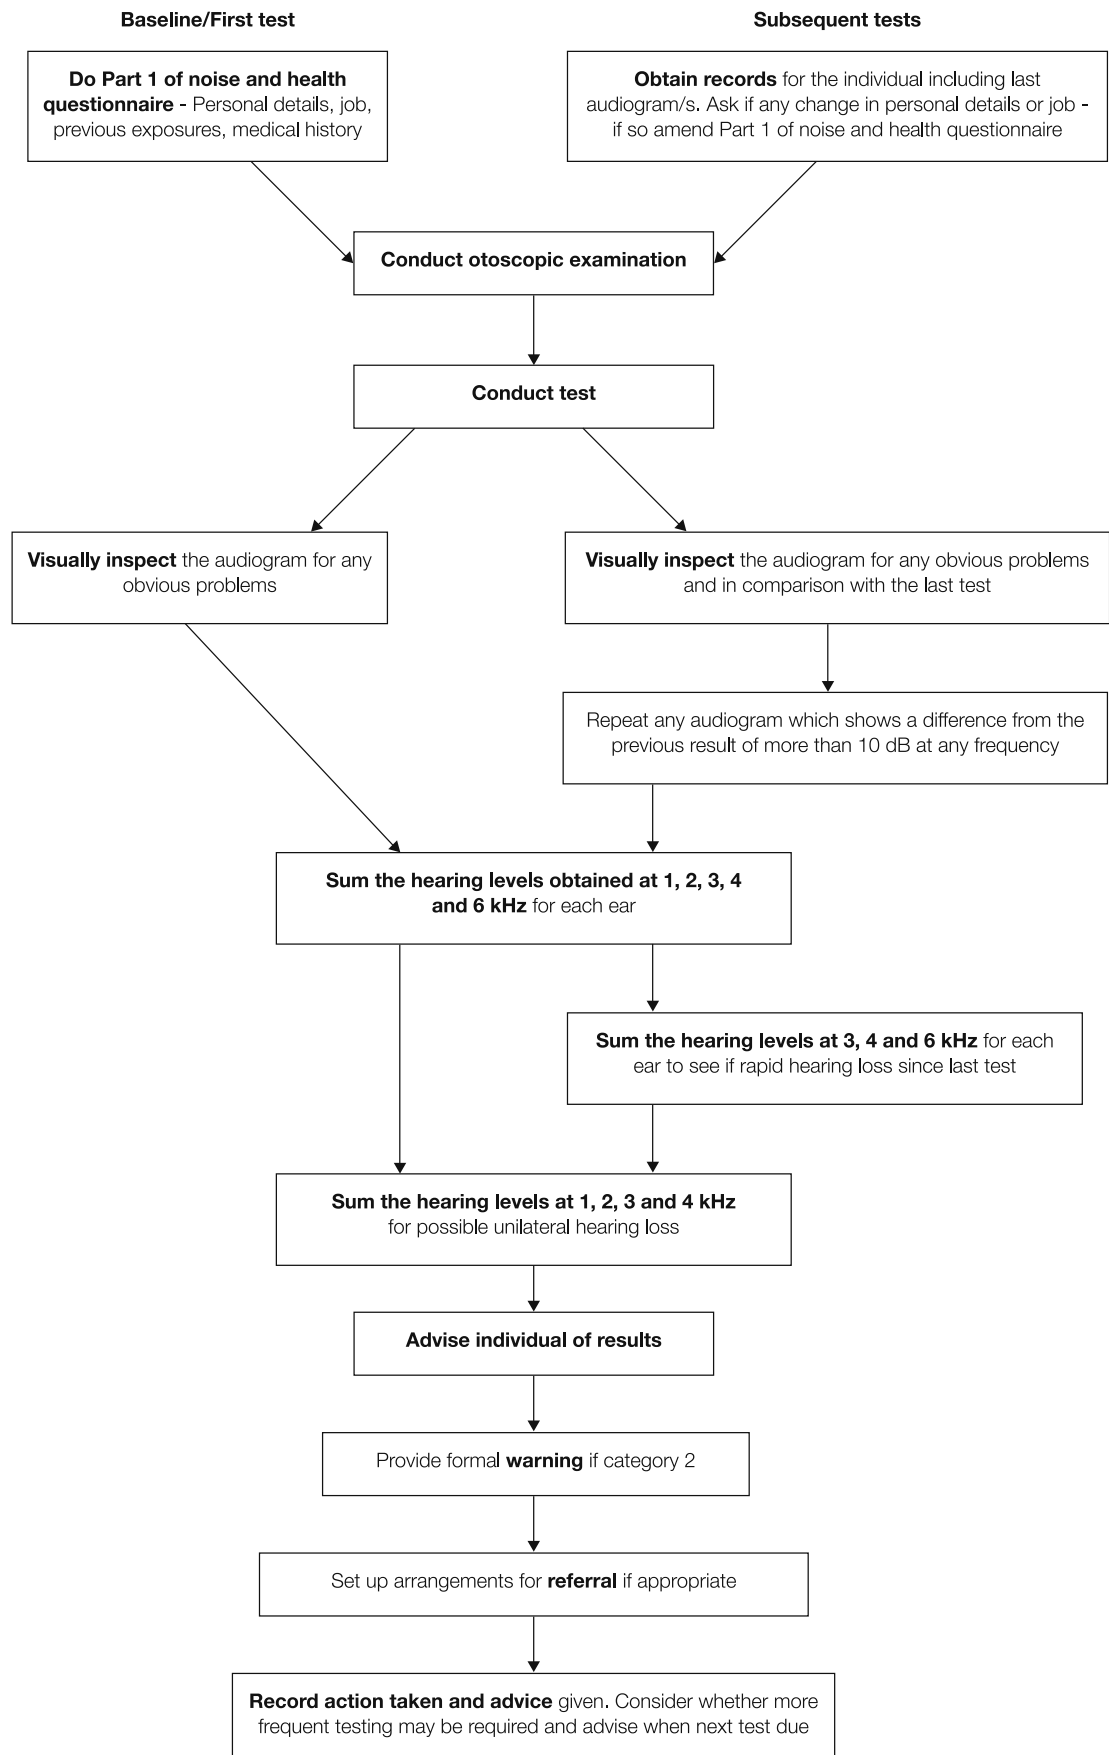 Baseline/First test
Subsequent tests
Do Part 1 of noise and health
questionnaire - Personal details, job,
previous exposures, medical history
Obtain records for the individual including last
audiogram/s. Ask if any change in personal details or job -
if so amend Part 1 of noise and health questionnaire
Conduct otoscopic examination
Conduct test
Visually inspect the audiogram for any
obvious problems
Visually inspect the audiogram for any obvious problems
and in comparison with the last test
Repeat any audiogram which shows a difference from the
previous result of more than 10 dB at any frequency
Sum the hearing levels obtained at 1, 2, 3, 4
and 6 kHz for each ear
Sum the hearing levels at 3, 4 and 6 kHz for each
ear to see if rapid hearing loss since last test
Sum the hearing levels at 1, 2, 3 and 4 kHz
for possible unilateral hearing loss
Advise individual of results
Provide formal warning if category 2
Set up arrangements for referral if appropriate
Record action taken and advice given. Consider whether more
frequent testing may be required and advise when next test due